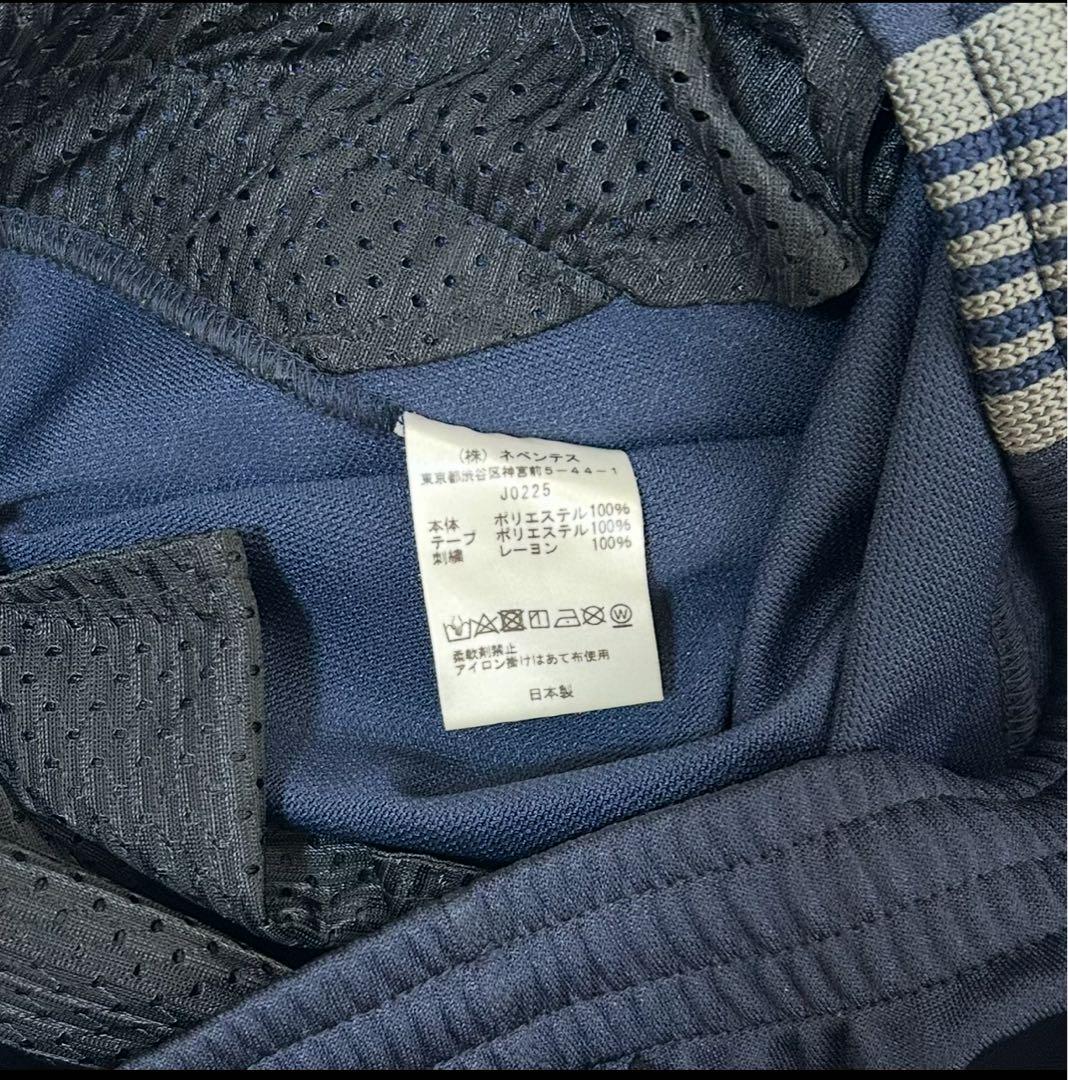 (株) ネペンテス
東京都渋谷区神宮前5-44-1
J0225
本体 ポリエステル100%
テープ ポリエステル100%
刺繍 レーヨン 100%
W
柔軟剤禁止
アイロン掛けはあて布使用
日本製